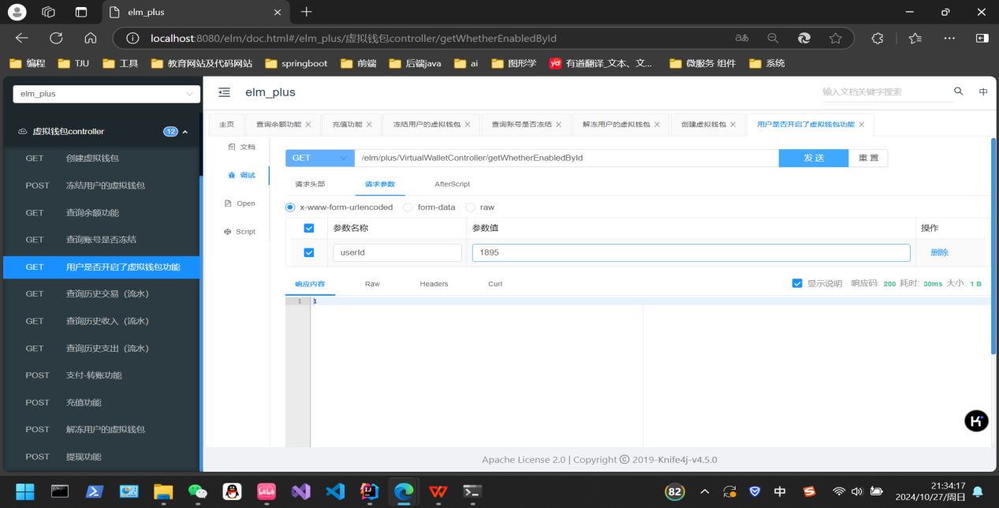 elm_plus
localhost:8080/elm/doc.html#/elm_plus/虚拟钱包controller/getWhetherEnabledById
编程 TJU 工具 教育网站及代码网站 springboot 前端 后端java ai 图形学 yd 有道翻译_文本、文... 微服务 组件 系统
elm_plus
elm_plus
输入文档关键字搜索 中
虚拟钱包controller 12
GET 创建虚拟钱包
POST 冻结用户的虚拟钱包
GET 查询余额功能
GET 查询账号是否冻结
GET 用户是否开启了虚拟钱包功能
GET 查询历史交易（流水）
GET 查询历史收入（流水）
GET 查询历史支出（流水）
POST 支付-转账功能
POST 充值功能
POST 解冻用户的虚拟钱包
POST 提现功能
主页 查询余额功能 充值功能 冻结用户的虚拟钱包 查询账号是否冻结 解冻用户的虚拟钱包 创建虚拟钱包 用户是否开启了虚拟钱包功能
文档
调试
Open
Script
GET /elm/plus/VirtualWalletController/getWhetherEnabledById 发送 重置
请求头部 请求参数 AfterScript
x-www-form-urlencoded form-data raw
参数名称 参数值 操作
userId 1895 删除
响应内容 Raw Headers Curl 显示说明 响应码: 200 耗时: 30ms 大小: 1 B
1 1
Apache License 2.0 | Copyright © 2019-Knife4j-v4.5.0
82 中 21:34:17
2024/10/27/周日